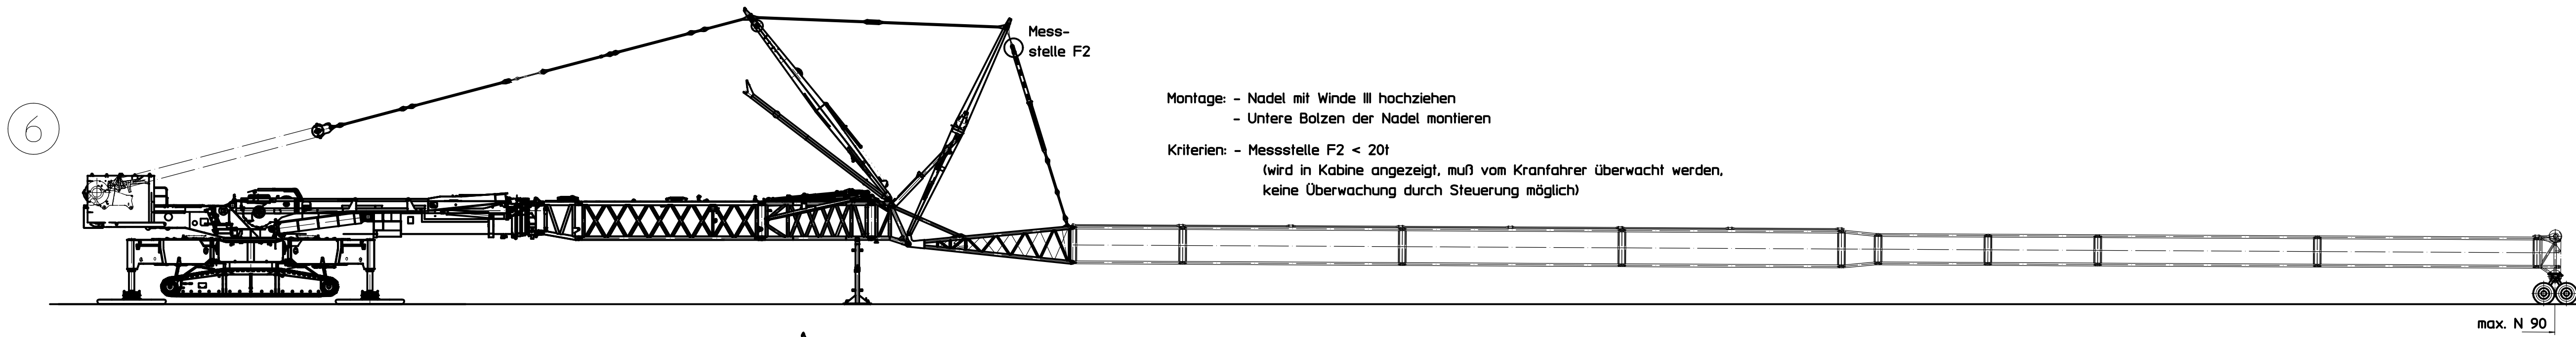 6
Mess-
stelle F2
Montage: - Nadel mit Winde III hochziehen
- Untere Bolzen der Nadel montieren
Kriterien: - Messstelle F2 < 20t
(wird in Kabine angezeigt, muß vom Kranfahrer überwacht werden,
keine Überwachung durch Steuerung möglich)
max. N 90